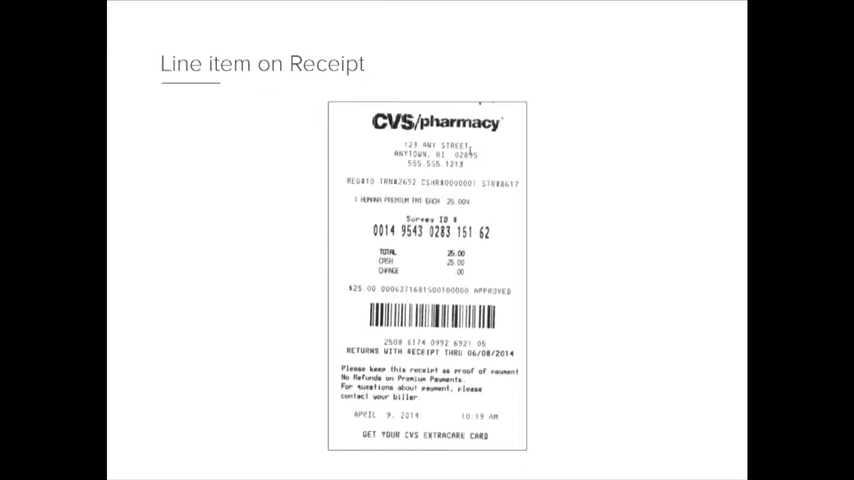 Line item on Receipt
CVS/pharmacy
123 ANY STREET
ANYTOWN, RI 02895
555.555.1213
REG#10 TRN#2692 CSHR#0000001 STR#8617
1 HUMANA PREMIUM PMT EACH 25.00N
Survey ID #
0014 9543 0283 151 62
TOTAL 25.00
CASH 25.00
CHANGE .00
$25.00 0006371681500100000 APPROVED
2508 6174 0992 6921 05
RETURNS WITH RECEIPT THRU 06/08/2014
Please keep this receipt as proof of payment
No Refunds on Premium Payments.
For questions about payment, please
contact your biller.
APRIL 9, 2014 10:19 AM
GET YOUR CVS EXTRACARE CARD